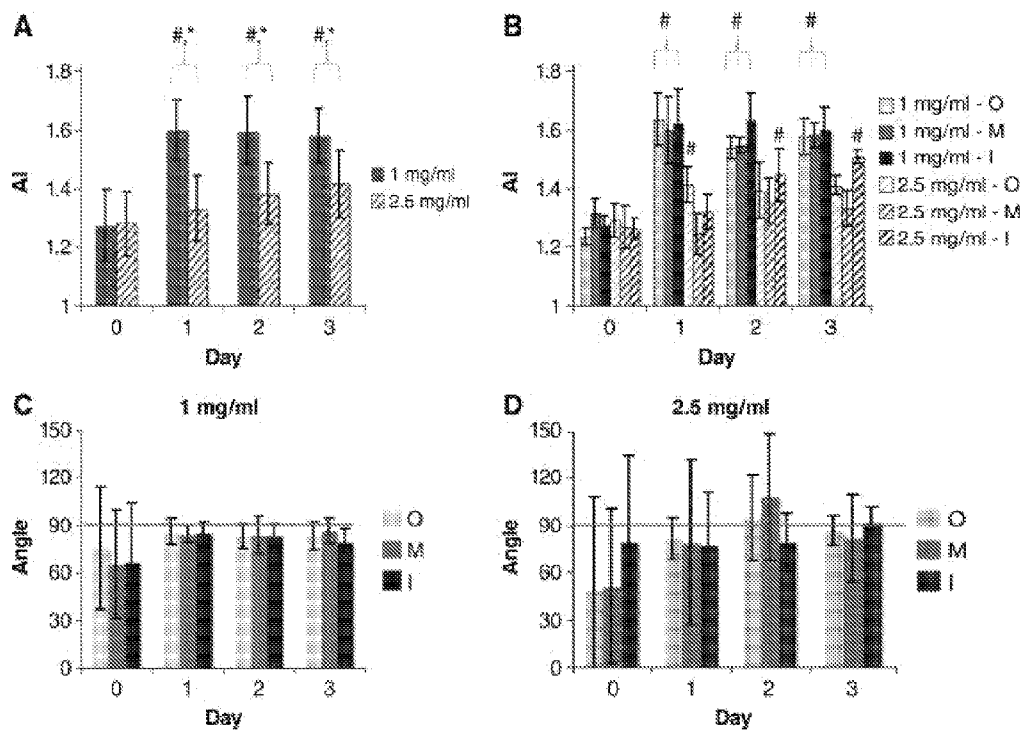 A
#,* #,* #,*
1.8
1.6
1.4
1.2
1
AI
0 1 2 3
Day
1 mg/ml
2.5 mg/ml
B
# # #
# # #
1.8
1.6
1.4
1.2
1
AI
0 1 2 3
Day
1 mg/ml - O
1 mg/ml - M
1 mg/ml - I
2.5 mg/ml - O
2.5 mg/ml - M
2.5 mg/ml - I
C
1 mg/ml
150
120
90
60
30
0
Angle
0 1 2 3
Day
O
M
I
D
2.5 mg/ml
150
120
90
60
30
0
Angle
0 1 2 3
Day
O
M
I